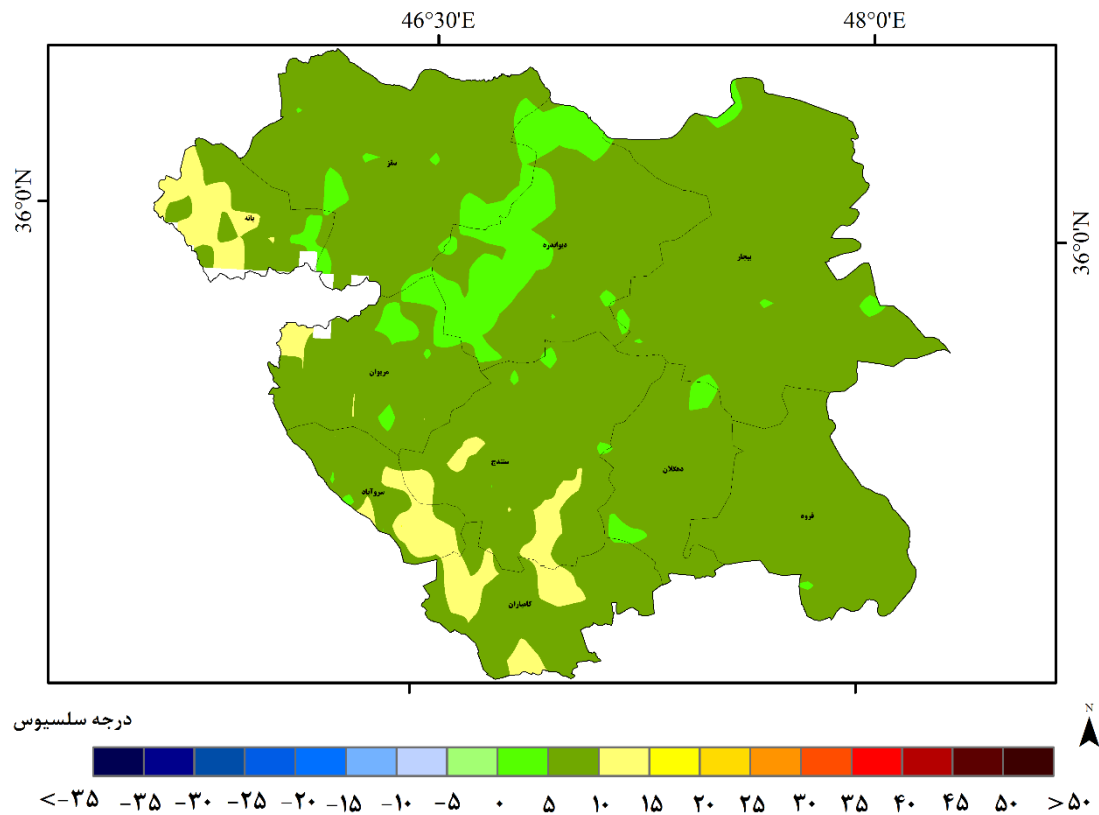 46°30'E 48°0'E
36°0'N
36°0'N
سقز
بانه
دیواندره
بیجار
مریوان
سنندج
دهگلان
سروآباد
قروه
کامیاران
درجه سلسیوس
N
<-۳۵ -۳۵ -۳۰ -۲۵ -۲۰ -۱۵ -۱۰ -۵ ۰ ۵ ۱۰ ۱۵ ۲۰ ۲۵ ۳۰ ۳۵ ۴۰ ۴۵ ۵۰ >۵۰